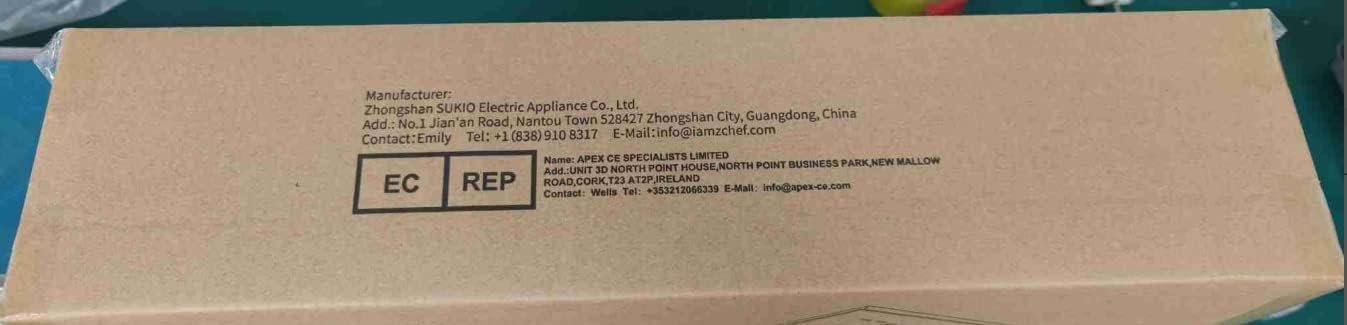 Manufacturer:
Zhongshan SUKIO Electric Appliance Co., Ltd.
Add.: No.1 Jian'an Road, Nantou Town 528427 Zhongshan City, Guangdong, China
Contact:Emily Tel: +1 (838) 910 8317 E-Mail:info@iamzchef.com
EC REP
Name: APEX CE SPECIALISTS LIMITED
Add.:UNIT 3D NORTH POINT HOUSE,NORTH POINT BUSINESS PARK,NEW MALLOW
ROAD,CORK,T23 AT2P,IRELAND
Contact: Wells Tel: +353212066339 E-Mail: info@apex-ce.com